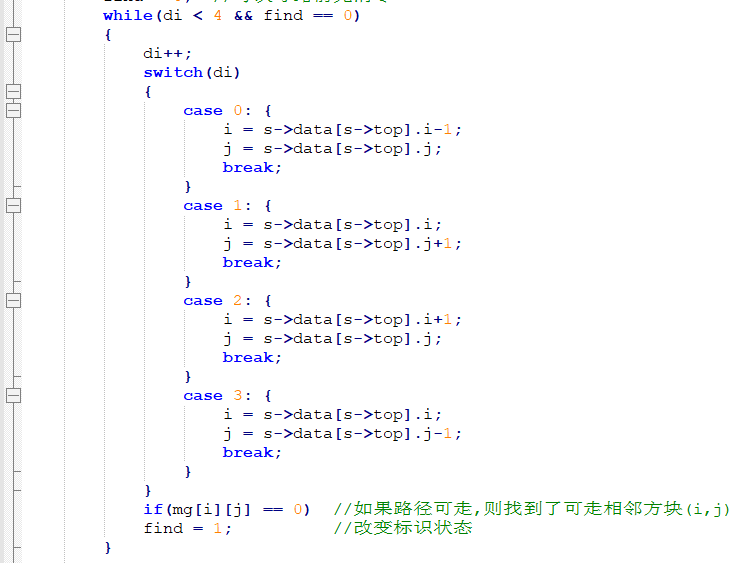 while(di < 4 && find == 0)
{
di++;
switch(di)
{
case 0: {
i = s->data[s->top].i-1;
j = s->data[s->top].j;
break;
}
case 1: {
i = s->data[s->top].i;
j = s->data[s->top].j+1;
break;
}
case 2: {
i = s->data[s->top].i+1;
j = s->data[s->top].j;
break;
}
case 3: {
i = s->data[s->top].i;
j = s->data[s->top].j-1;
break;
}
}
if(mg[i][j] == 0)  //如果路径可走,则找到了可走相邻方块(i,j)
find = 1;          //改变标识状态
}